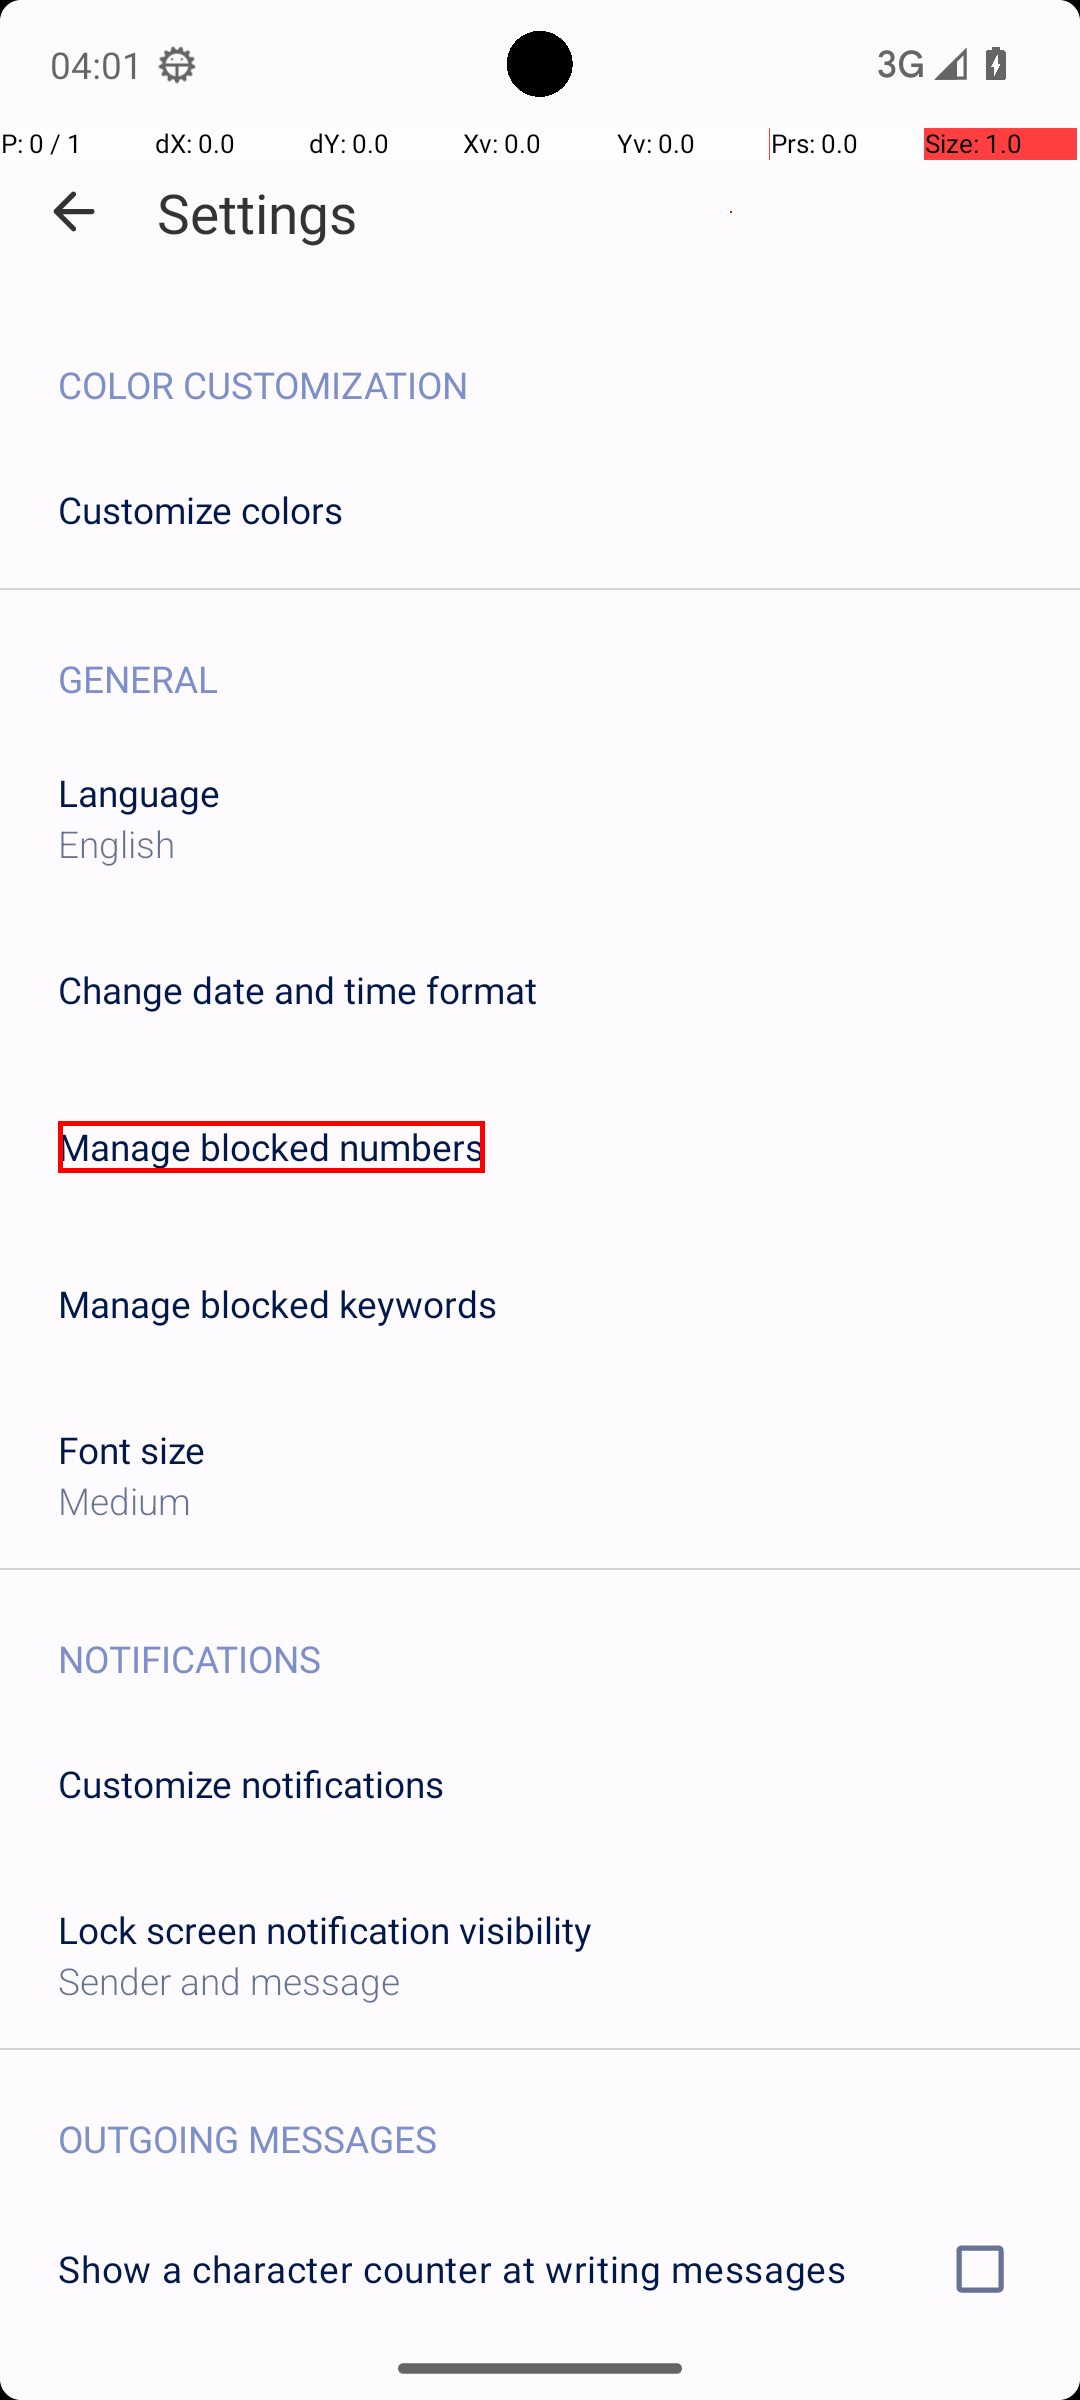 04:01
3G
P: 0 / 1 dX: 0.0 dY: 0.0 Xv: 0.0 Yv: 0.0 Prs: 0.0 Size: 1.0
Settings
COLOR CUSTOMIZATION
Customize colors
GENERAL
Language
English
Change date and time format
Manage blocked numbers
Manage blocked keywords
Font size
Medium
NOTIFICATIONS
Customize notifications
Lock screen notification visibility
Sender and message
OUTGOING MESSAGES
Show a character counter at writing messages